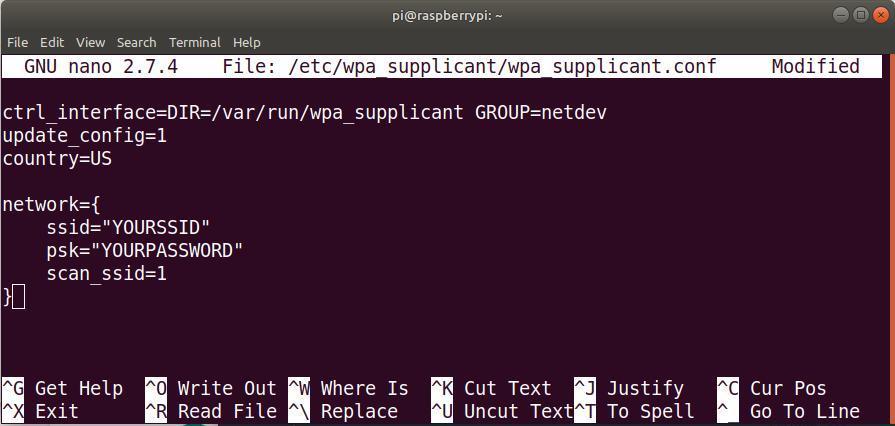 pi@raspberrypi: ~
File Edit View Search Terminal Help
GNU nano 2.7.4 File: /etc/wpa_supplicant/wpa_supplicant.conf Modified
ctrl_interface=DIR=/var/run/wpa_supplicant GROUP=netdev
update_config=1
country=US
network={
    ssid="YOURSSID"
    psk="YOURPASSWORD"
    scan_ssid=1
}
^G Get Help ^O Write Out ^W Where Is ^K Cut Text ^J Justify ^C Cur Pos
^X Exit ^R Read File ^\ Replace ^U Uncut Text ^T To Spell ^_ Go To Line